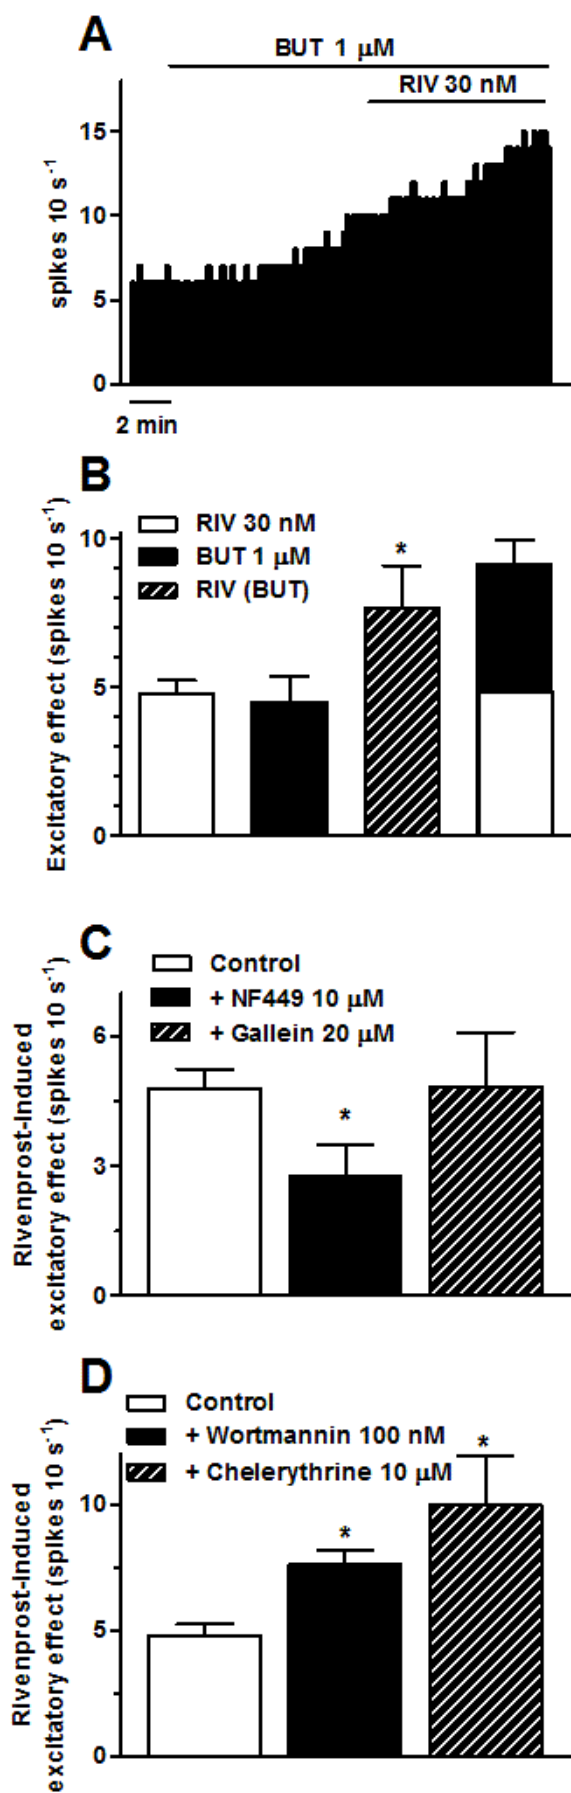 A
BUT 1 µM
RIV 30 nM
15
10
5
0
spikes 10 s⁻¹
2 min
B
RIV 30 nM
BUT 1 µM
RIV (BUT)
*
10
5
0
Excitatory effect (spikes 10 s⁻¹)
C
Control
+ NF449 10 µM
+ Gallein 20 µM
*
6
3
0
Rivenprost-Induced
excitatory effect (spikes 10 s⁻¹)
D
Control
+ Wortmannin 100 nM
+ Chelerythrine 10 µM
*
*
10
5
0
Rivenprost-Induced
excitatory effect (spikes 10 s⁻¹)